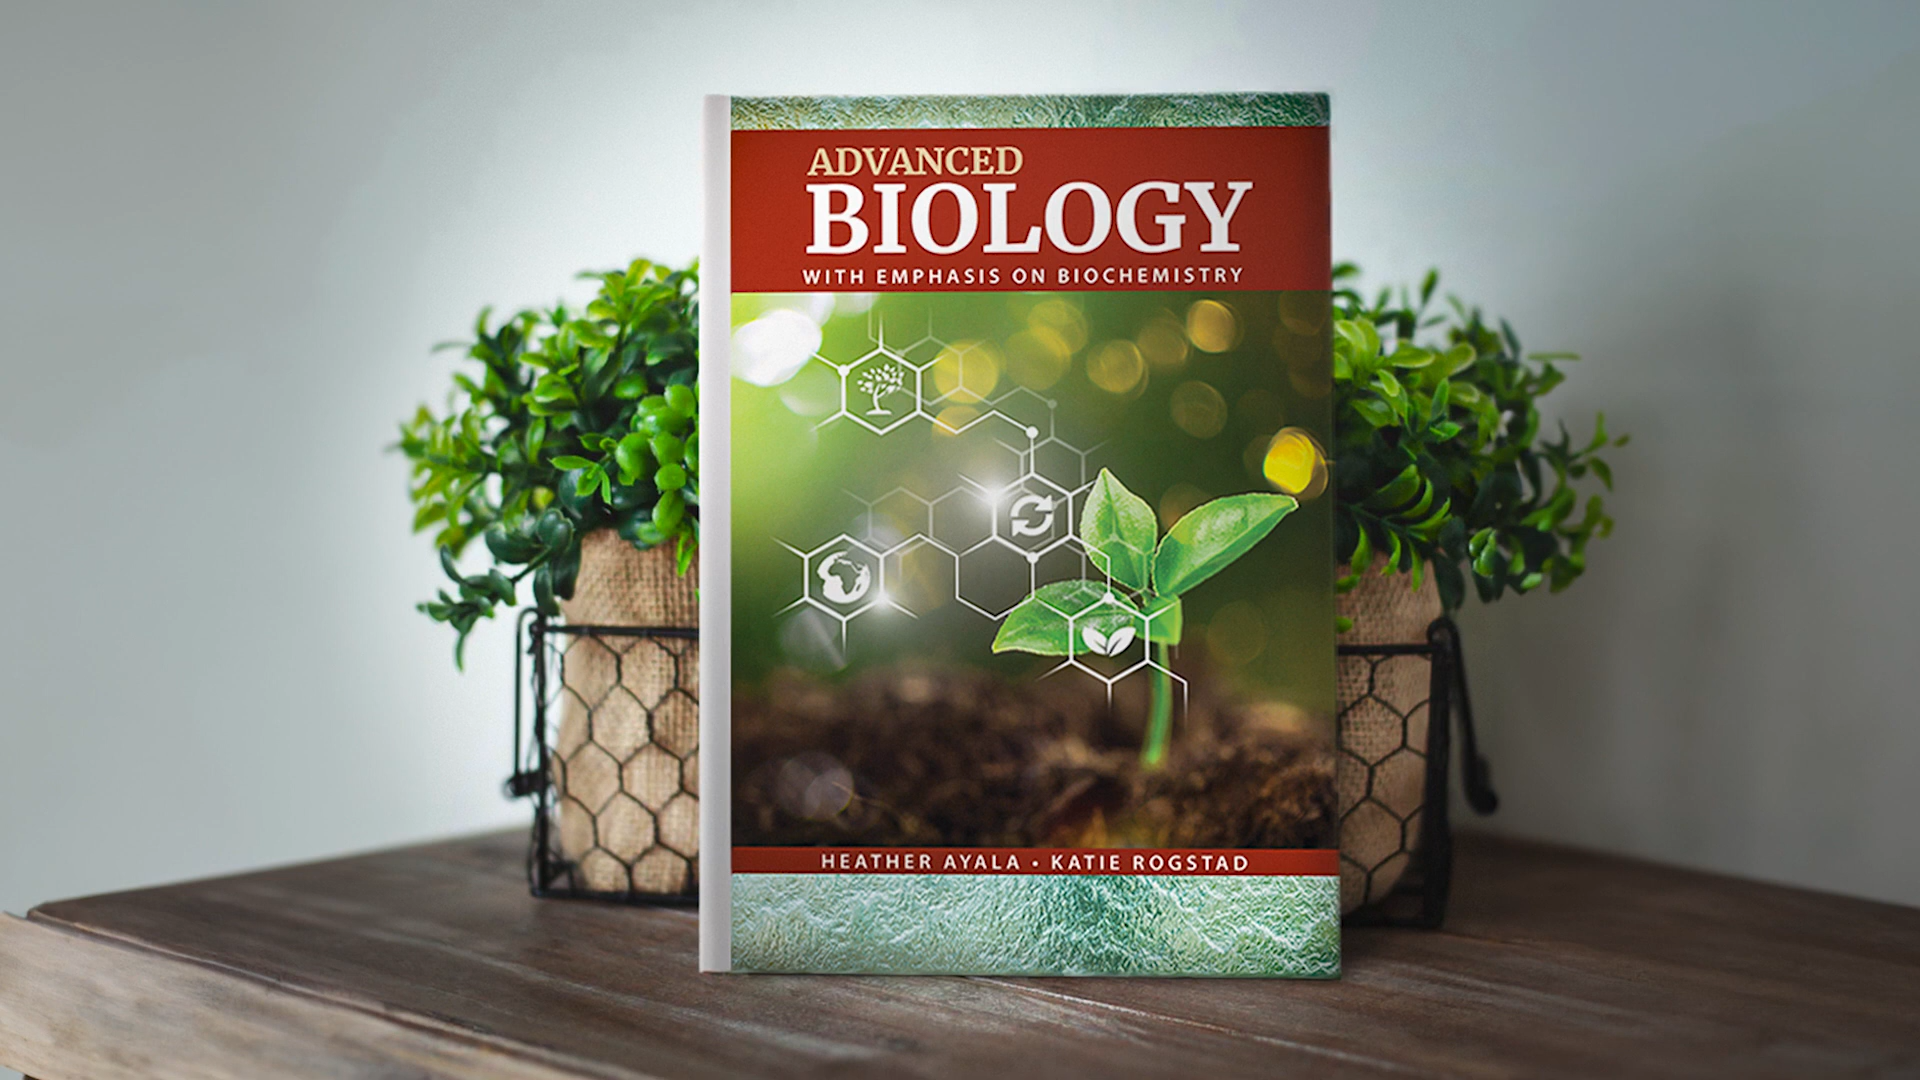 ADVANCED
BIOLOGY
WITH EMPHASIS ON BIOCHEMISTRY
HEATHER AYALA • KATIE ROGSTAD